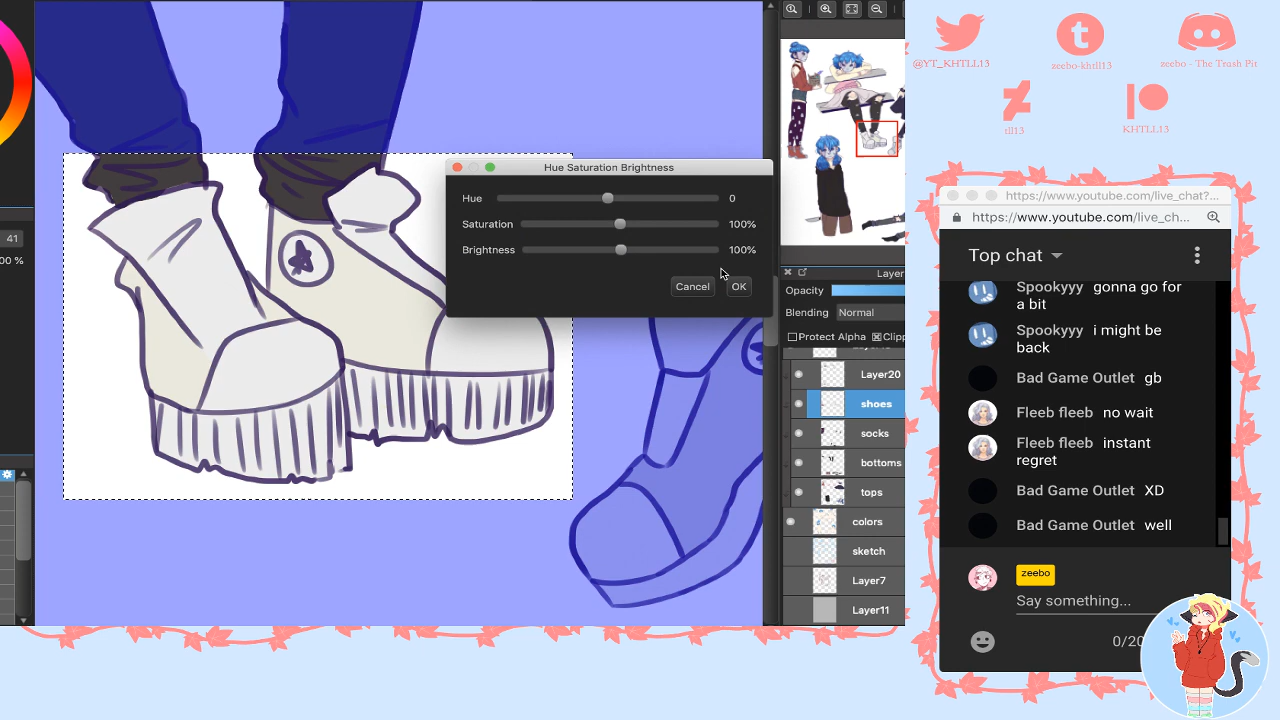 41
00 %
Hue Saturation Brightness
Hue 0
Saturation 100%
Brightness 100%
Cancel OK
Layer
Opacity
Blending Normal
Protect Alpha Clipp
Layer20
shoes
socks
bottoms
tops
colors
sketch
Layer7
Layer11
@YT_KHTLL13
zeebo-khtll13
zeebo - The Trash Pit
tll13
KHTLL13
https://www.youtube.com/live_chat?...
https://www.youtube.com/live_ch...
Top chat
Spookyyy gonna go for
a bit
Spookyyy i might be
back
Bad Game Outlet gb
Fleeb fleeb no wait
Fleeb fleeb instant
regret
Bad Game Outlet XD
Bad Game Outlet well
zeebo
Say something...
0/20